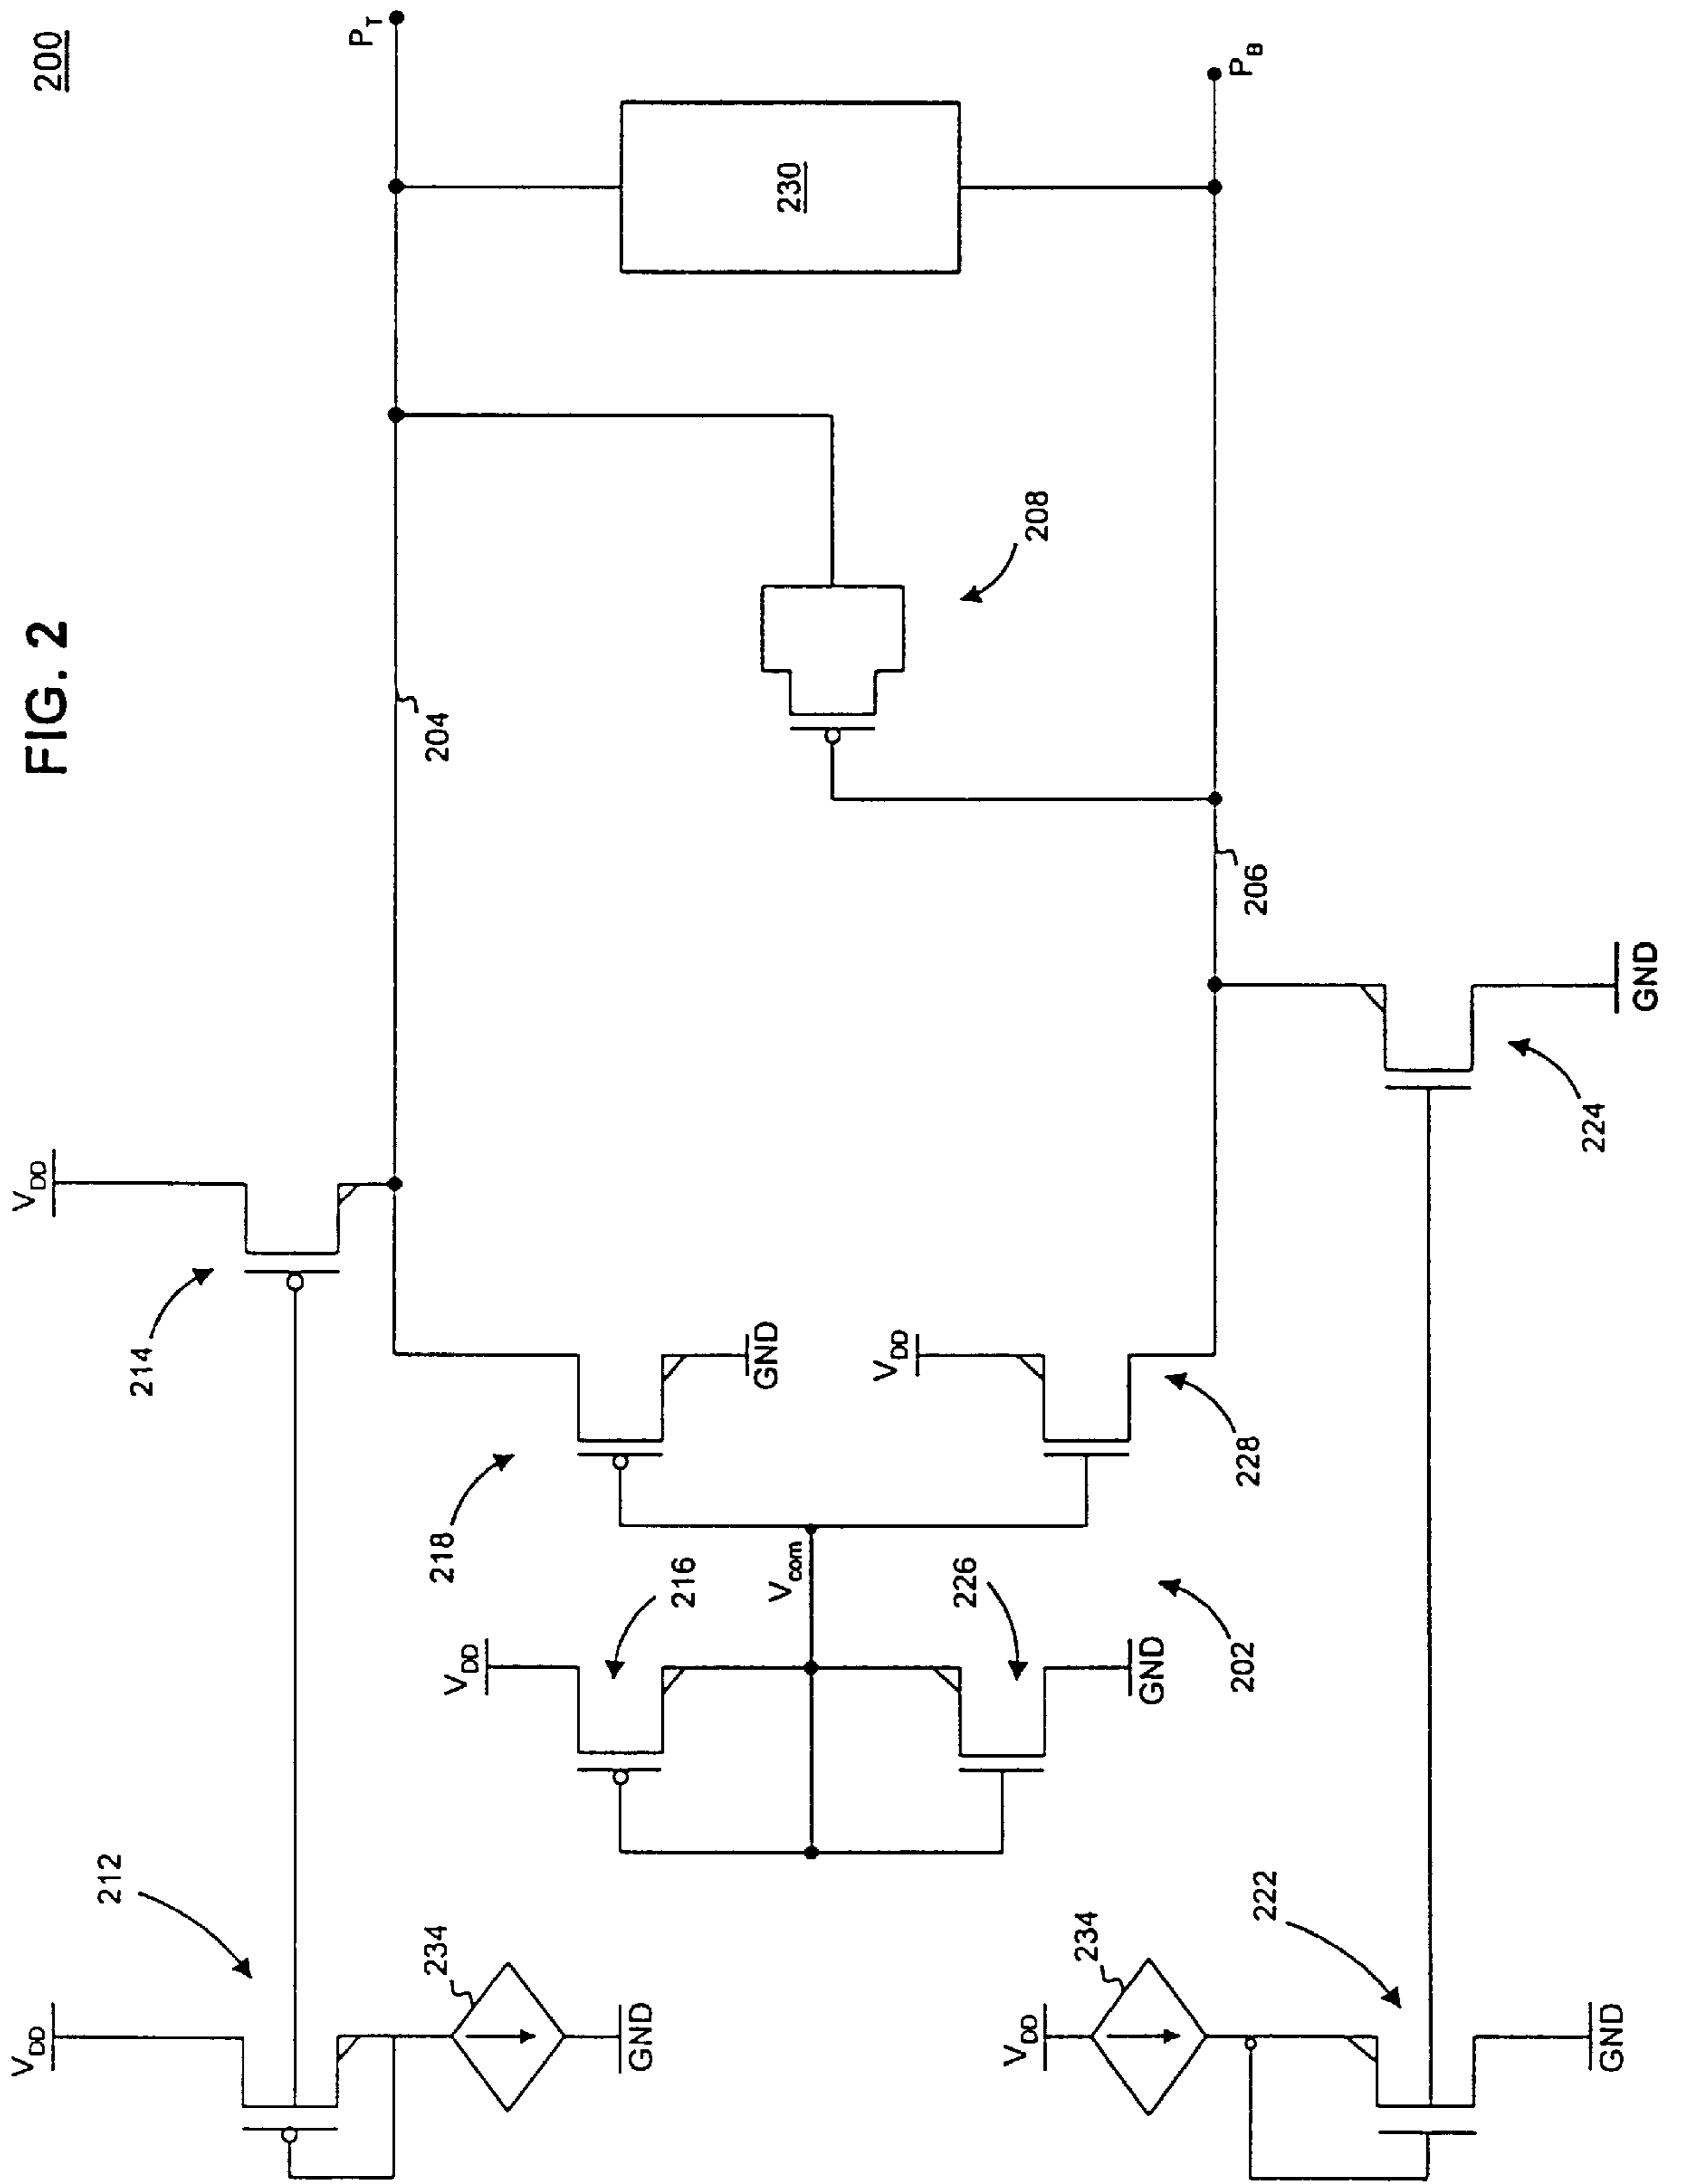 FIG. 2
200
V_DD
V_DD
212
214
V_DD
216
218
204
P_T
234
GND
V_com
GND
208
230
V_DD
234
V_DD
226
GND
202
228
206
P_B
222
GND
224
GND